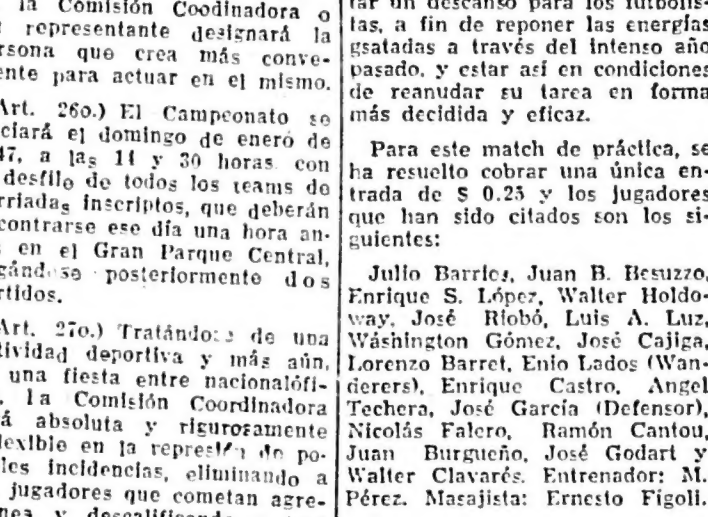 la Comisión Coodinadora o
representante designará la
rsona que crea más conve-
ente para actuar en el mismo.
Art. 26o.) El Campeonato se
ciará el domingo de enero de
47, a las 14 y 30 horas con
desfile de todos los teams de
rriadas inscriptos, que deberán
contrarse ese día una hora an-
en el Gran Parque Central,
gándose posteriormente dos
rtidos.
Art. 27o.) Tratándo de una
tividad deportiva y más aún,
una fiesta entre nacionalófi-
la Comisión Coordinadora
á absoluta y rigurosamente
lexible en la represión de po-
les incidencias, eliminando a
jugadores que cometan agre-
nes y descalificando
tar un descanso para los futbolis-
tas, a fin de reponer las energías
gsatadas a través del intenso año
pasado, y estar así en condiciones
de reanudar su tarea en forma
más decidida y eficaz.
Para este match de práctica, se
ha resuelto cobrar una única en-
trada de $ 0.25 y los jugadores
que han sido citados son los si-
guientes:
Julio Barrios, Juan B. Besuzzo,
Enrique S. López, Walter Holdo-
way, José Riobó, Luis A. Luz,
Wáshington Gómez, José Cajiga,
Lorenzo Barret, Enio Lados (Wan-
derers), Enrique Castro, Angel
Techera, José García (Defensor),
Nicolás Falero, Ramón Cantou,
Juan Burgueño, José Godart y
Walter Clavarés. Entrenador: M.
Pérez. Masajista: Ernesto Fígoli.